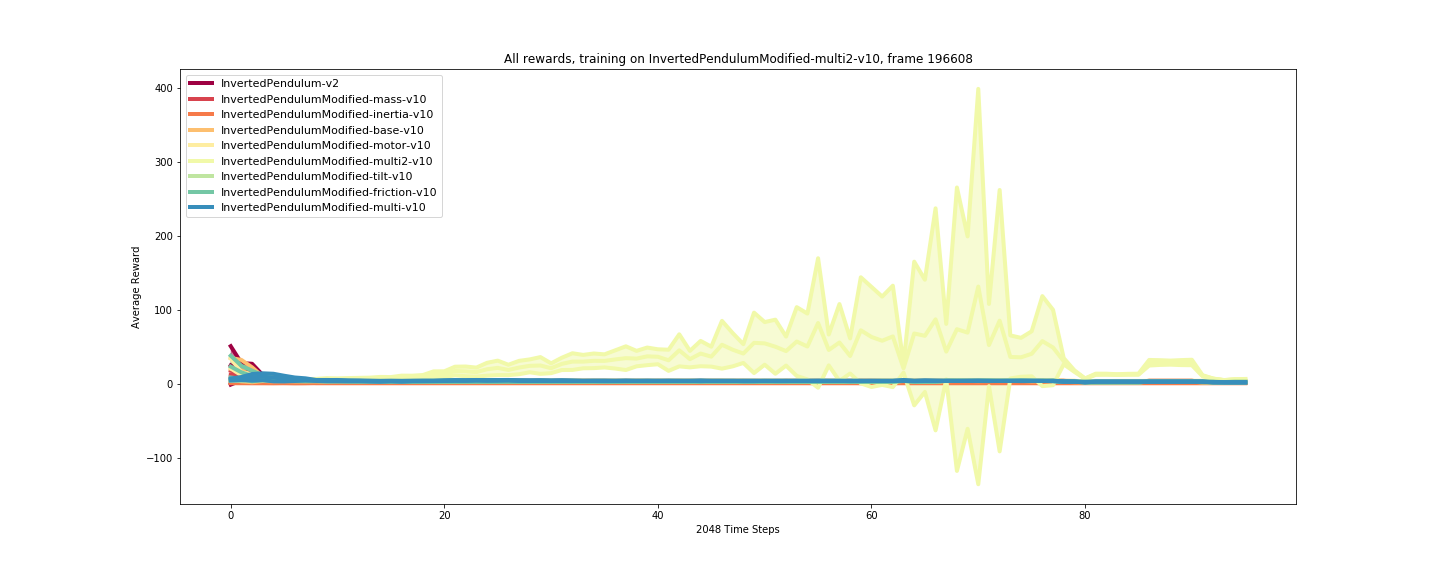 All rewards, training on InvertedPendulumModified-multi2-v10, frame 196608
InvertedPendulum-v2
InvertedPendulumModified-mass-v10
InvertedPendulumModified-inertia-v10
InvertedPendulumModified-base-v10
InvertedPendulumModified-motor-v10
InvertedPendulumModified-multi2-v10
InvertedPendulumModified-tilt-v10
InvertedPendulumModified-friction-v10
InvertedPendulumModified-multi-v10
400
300
200
100
0
−100
Average Reward
0 20 40 60 80
2048 Time Steps